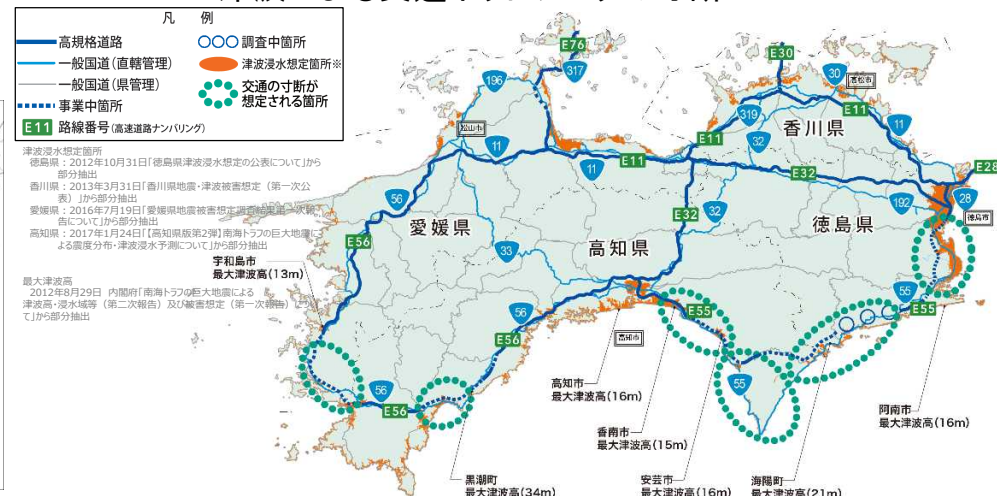 凡 例
高規格道路
調査中箇所
一般国道(直轄管理)
津波浸水想定箇所※
一般国道(県管理)
交通の寸断が
想定される箇所
事業中箇所
E11 路線番号(高速道路ナンバリング)
津波浸水想定箇所
徳島県:2012年10月31日「徳島県津波浸水想定の公表について」から
部分抽出
香川県:2013年3月31日「香川県地震・津波被害想定(第一次公
表)」から部分抽出
愛媛県:2016年7月19日「愛媛県地震被害想定調査結果第一次報
告について」から部分抽出
高知県:2017年1月24日「【高知県版第2弾】南海トラフの巨大地震に
よる震度分布・津波浸水予測について」から部分抽出
最大津波高
2012年8月29日 内閣府「南海トラフの巨大地震による
津波高・浸水域等(第二次報告)及び被害想定(第一次報告)について」から部分抽出
E76
317
196
松山市
11
11
E11
56
E56
愛媛県
33
高知県
E32
32
E30
30
高松市
319
32
E11
香川県
E11
11
E28
E32
192
28
徳島市
徳島県
55
E55
宇和島市
最大津波高(13m)
56
E56
56
E56
高知市
E55
55
高知市
最大津波高(16m)
香南市
最大津波高(15m)
阿南市
最大津波高(16m)
黒潮町
最大津波高(34m)
安芸市
最大津波高(16m)
海陽町
最大津波高(21m)